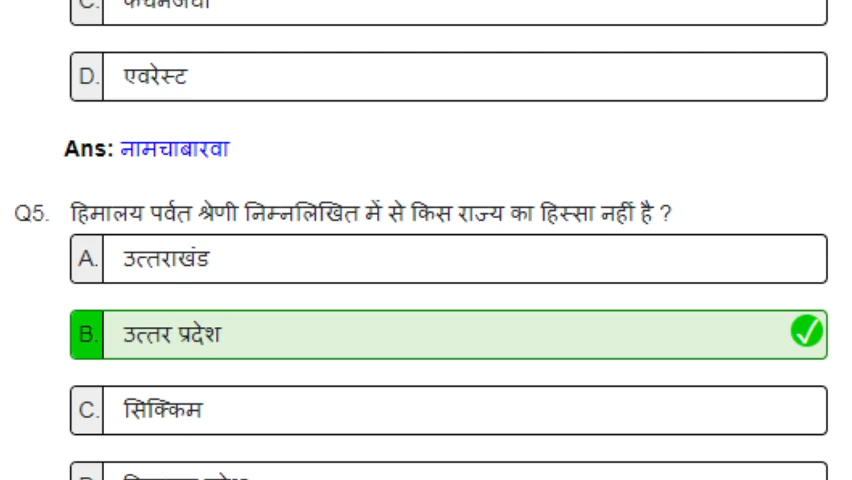 C.
D. एवरेस्ट
Ans: नामचाबारवा
Q5. हिमालय पर्वत श्रेणी निम्नलिखित में से किस राज्य का हिस्सा नहीं है ?
A. उत्तराखंड
B. उत्तर प्रदेश
C. सिक्किम